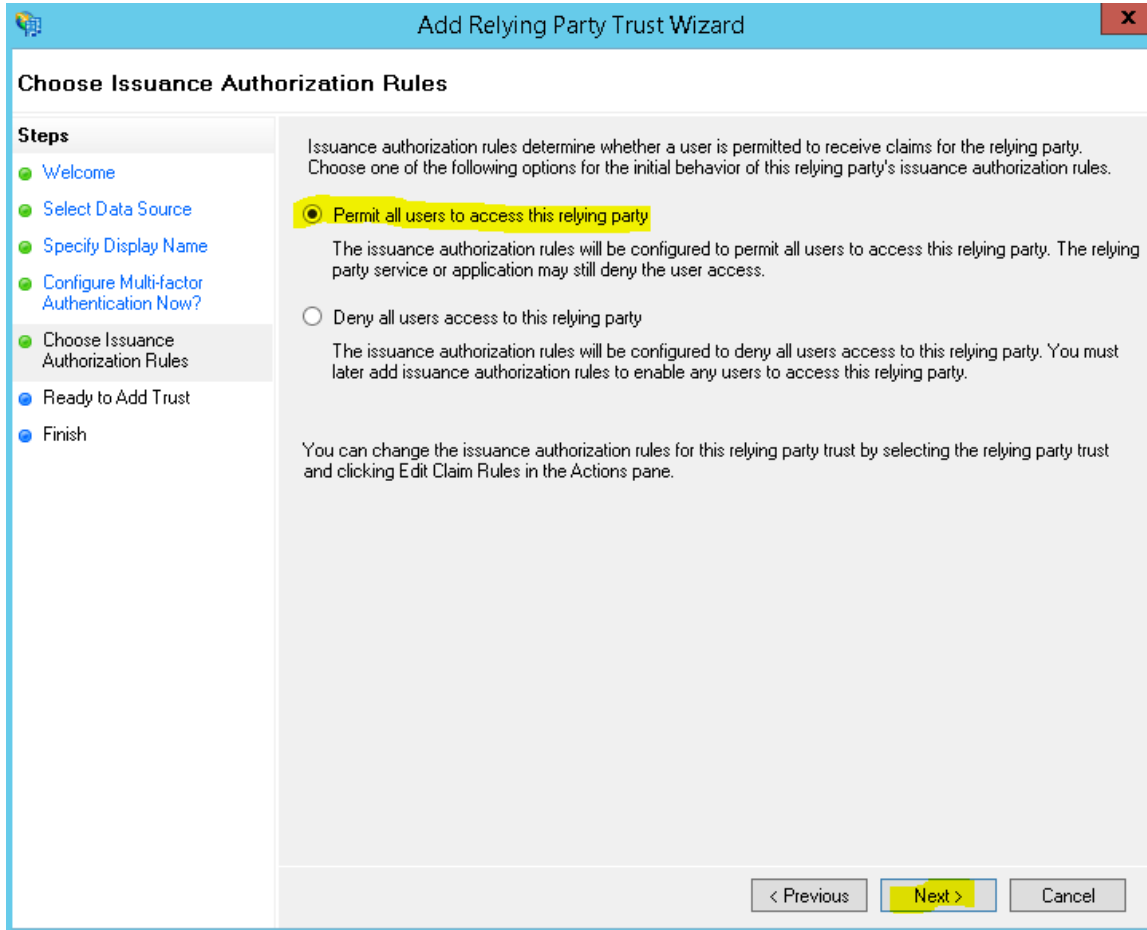 Add Relying Party Trust Wizard
x
Choose Issuance Authorization Rules
Steps
Welcome
Select Data Source
Specify Display Name
Configure Multi-factor
Authentication Now?
Choose Issuance
Authorization Rules
Ready to Add Trust
Finish
Issuance authorization rules determine whether a user is permitted to receive claims for the relying party.
Choose one of the following options for the initial behavior of this relying party's issuance authorization rules.
Permit all users to access this relying party
The issuance authorization rules will be configured to permit all users to access this relying party. The relying
party service or application may still deny the user access.
Deny all users access to this relying party
The issuance authorization rules will be configured to deny all users access to this relying party. You must
later add issuance authorization rules to enable any users to access this relying party.
You can change the issuance authorization rules for this relying party trust by selecting the relying party trust
and clicking Edit Claim Rules in the Actions pane.
< Previous
Next >
Cancel